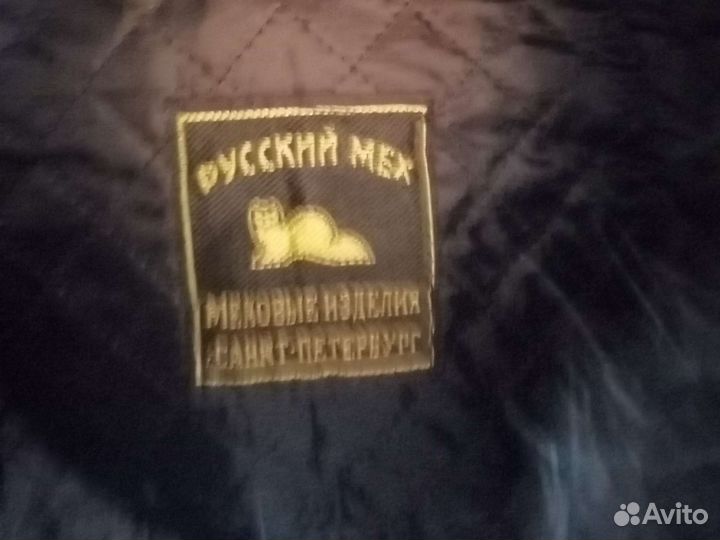 РУССКИЙ МЕХ
МЕХОВЫЕ ИЗДЕЛИЯ
САНКТ-ПЕТЕРБУРГ
Avito